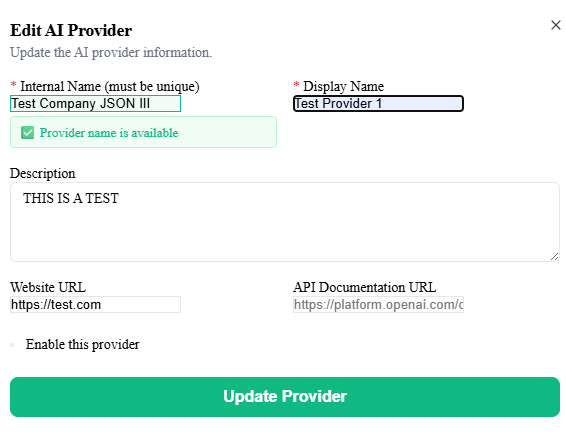 Edit AI Provider
Update the AI provider information.
* Internal Name (must be unique)
Test Company JSON III
Provider name is available
* Display Name
Test Provider 1
Description
THIS IS A TEST
Website URL
https://test.com
API Documentation URL
https://platform.openai.com/c
Enable this provider
Update Provider